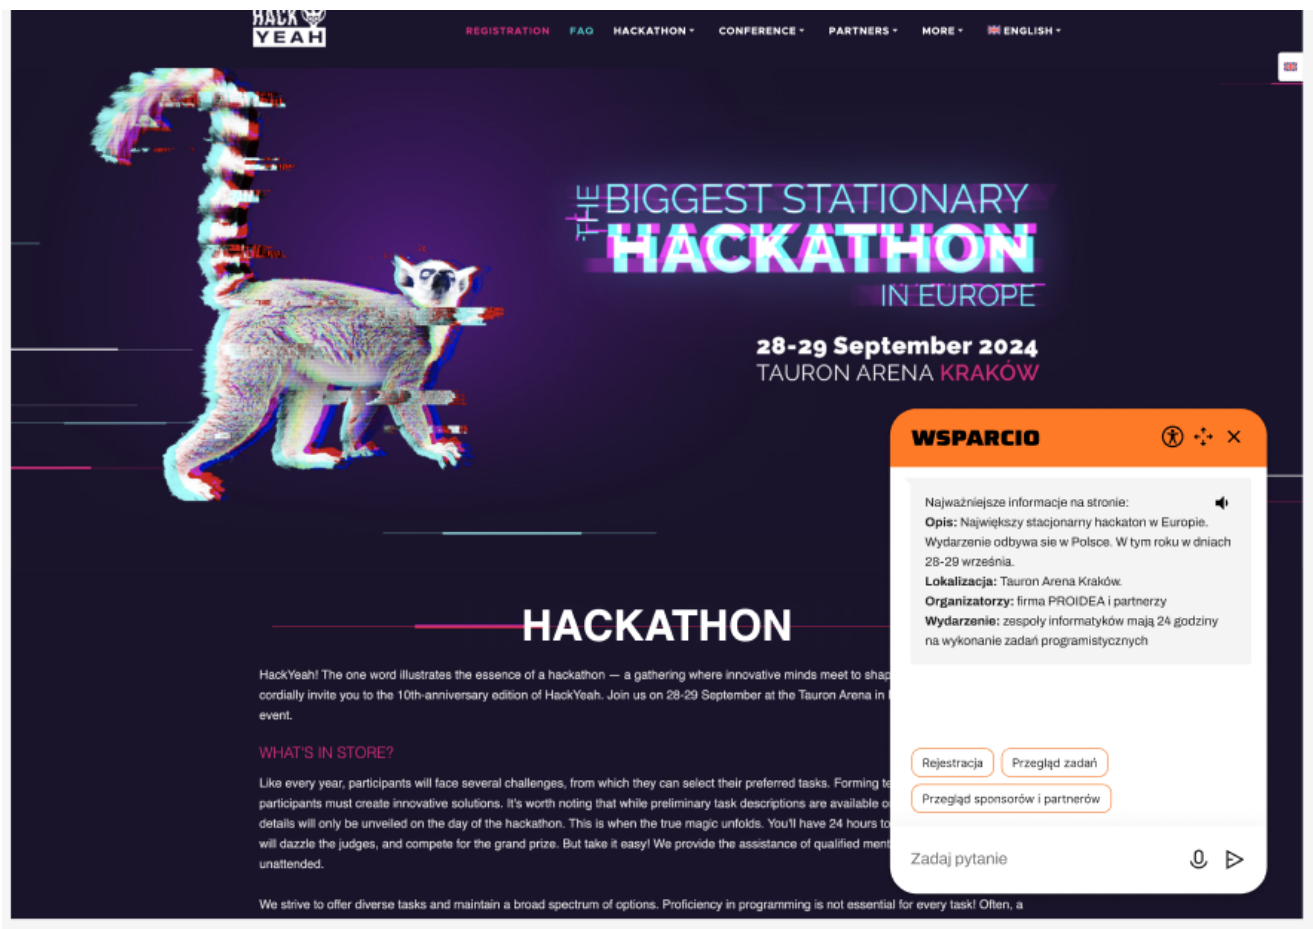 HACK
YEAH
REGISTRATION FAQ HACKATHON CONFERENCE PARTNERS MORE ENGLISH
THE BIGGEST STATIONARY
HACKATHON
IN EUROPE
28-29 September 2024
TAURON ARENA KRAKÓW
HACKATHON
HackYeah! The one word illustrates the essence of a hackathon — a gathering where innovative minds meet to shap
cordially invite you to the 10th-anniversary edition of HackYeah. Join us on 28-29 September at the Tauron Arena in
event.
WHAT'S IN STORE?
Like every year, participants will face several challenges, from which they can select their preferred tasks. Forming te
participants must create innovative solutions. It's worth noting that while preliminary task descriptions are available o
details will only be unveiled on the day of the hackathon. This is when the true magic unfolds. You'll have 24 hours to
will dazzle the judges, and compete for the grand prize. But take it easy! We provide the assistance of qualified ment
unattended.
We strive to offer diverse tasks and maintain a broad spectrum of options. Proficiency in programming is not essential for every task! Often, a
WSPARCIO
Najważniejsze informacje na stronie:
Opis: Największy stacjonarny hackaton w Europie.
Wydarzenie odbywa sie w Polsce. W tym roku w dniach
28-29 września.
Lokalizacja: Tauron Arena Kraków.
Organizatorzy: firma PROIDEA i partnerzy
Wydarzenie: zespoły informatyków mają 24 godziny
na wykonanie zadań programistycznych
Rejestracja Przegląd zadań
Przegląd sponsorów i partnerów
Zadaj pytanie